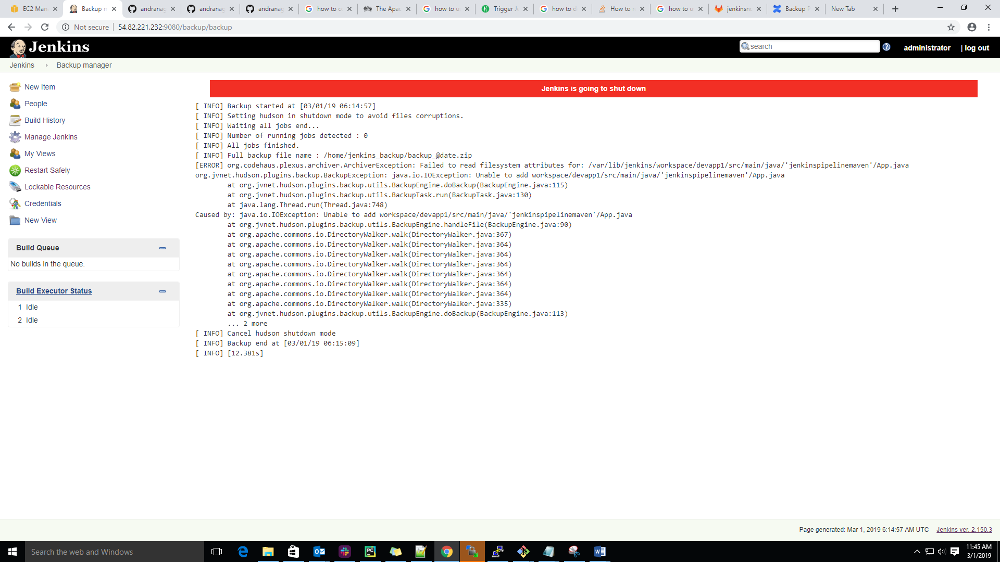 EC2 Man
Backup m
andranag
andranag
andranag
how to c
The Apac
how to u
Trigger Je
how to d
How to r
how to u
jenkinsno
Backup P
New Tab
Not secure
54.82.221.232:9080/backup/backup
Jenkins
search
administrator
| log out
Jenkins
Backup manager
New Item
People
Build History
Manage Jenkins
My Views
Restart Safely
Lockable Resources
Credentials
New View
Build Queue
No builds in the queue.
Build Executor Status
1 Idle
2 Idle
Jenkins is going to shut down
[ INFO] Backup started at [03/01/19 06:14:57]
[ INFO] Setting hudson in shutdown mode to avoid files corruptions.
[ INFO] Waiting all jobs end...
[ INFO] Number of running jobs detected : 0
[ INFO] All jobs finished.
[ INFO] Full backup file name : /home/jenkins_backup/backup_@date.zip
[ERROR] org.codehaus.plexus.archiver.ArchiverException: Failed to read filesystem attributes for: /var/lib/jenkins/workspace/devapp1/src/main/java/'jenkinspipelinemaven'/App.java
org.jvnet.hudson.plugins.backup.BackupException: java.io.IOException: Unable to add workspace/devapp1/src/main/java/'jenkinspipelinemaven'/App.java
at org.jvnet.hudson.plugins.backup.utils.BackupEngine.doBackup(BackupEngine.java:115)
at org.jvnet.hudson.plugins.backup.utils.BackupTask.run(BackupTask.java:130)
at java.lang.Thread.run(Thread.java:748)
Caused by: java.io.IOException: Unable to add workspace/devapp1/src/main/java/'jenkinspipelinemaven'/App.java
at org.jvnet.hudson.plugins.backup.utils.BackupEngine.handleFile(BackupEngine.java:90)
at org.apache.commons.io.DirectoryWalker.walk(DirectoryWalker.java:367)
at org.apache.commons.io.DirectoryWalker.walk(DirectoryWalker.java:364)
at org.apache.commons.io.DirectoryWalker.walk(DirectoryWalker.java:364)
at org.apache.commons.io.DirectoryWalker.walk(DirectoryWalker.java:364)
at org.apache.commons.io.DirectoryWalker.walk(DirectoryWalker.java:364)
at org.apache.commons.io.DirectoryWalker.walk(DirectoryWalker.java:364)
at org.apache.commons.io.DirectoryWalker.walk(DirectoryWalker.java:364)
at org.apache.commons.io.DirectoryWalker.walk(DirectoryWalker.java:335)
at org.jvnet.hudson.plugins.backup.utils.BackupEngine.doBackup(BackupEngine.java:113)
... 2 more
[ INFO] Cancel hudson shutdown mode
[ INFO] Backup end at [03/01/19 06:15:09]
[ INFO] [12.381s]
Page generated: Mar 1, 2019 6:14:57 AM UTC
Jenkins ver. 2.150.3
Search the web and Windows
11:45 AM
3/1/2019